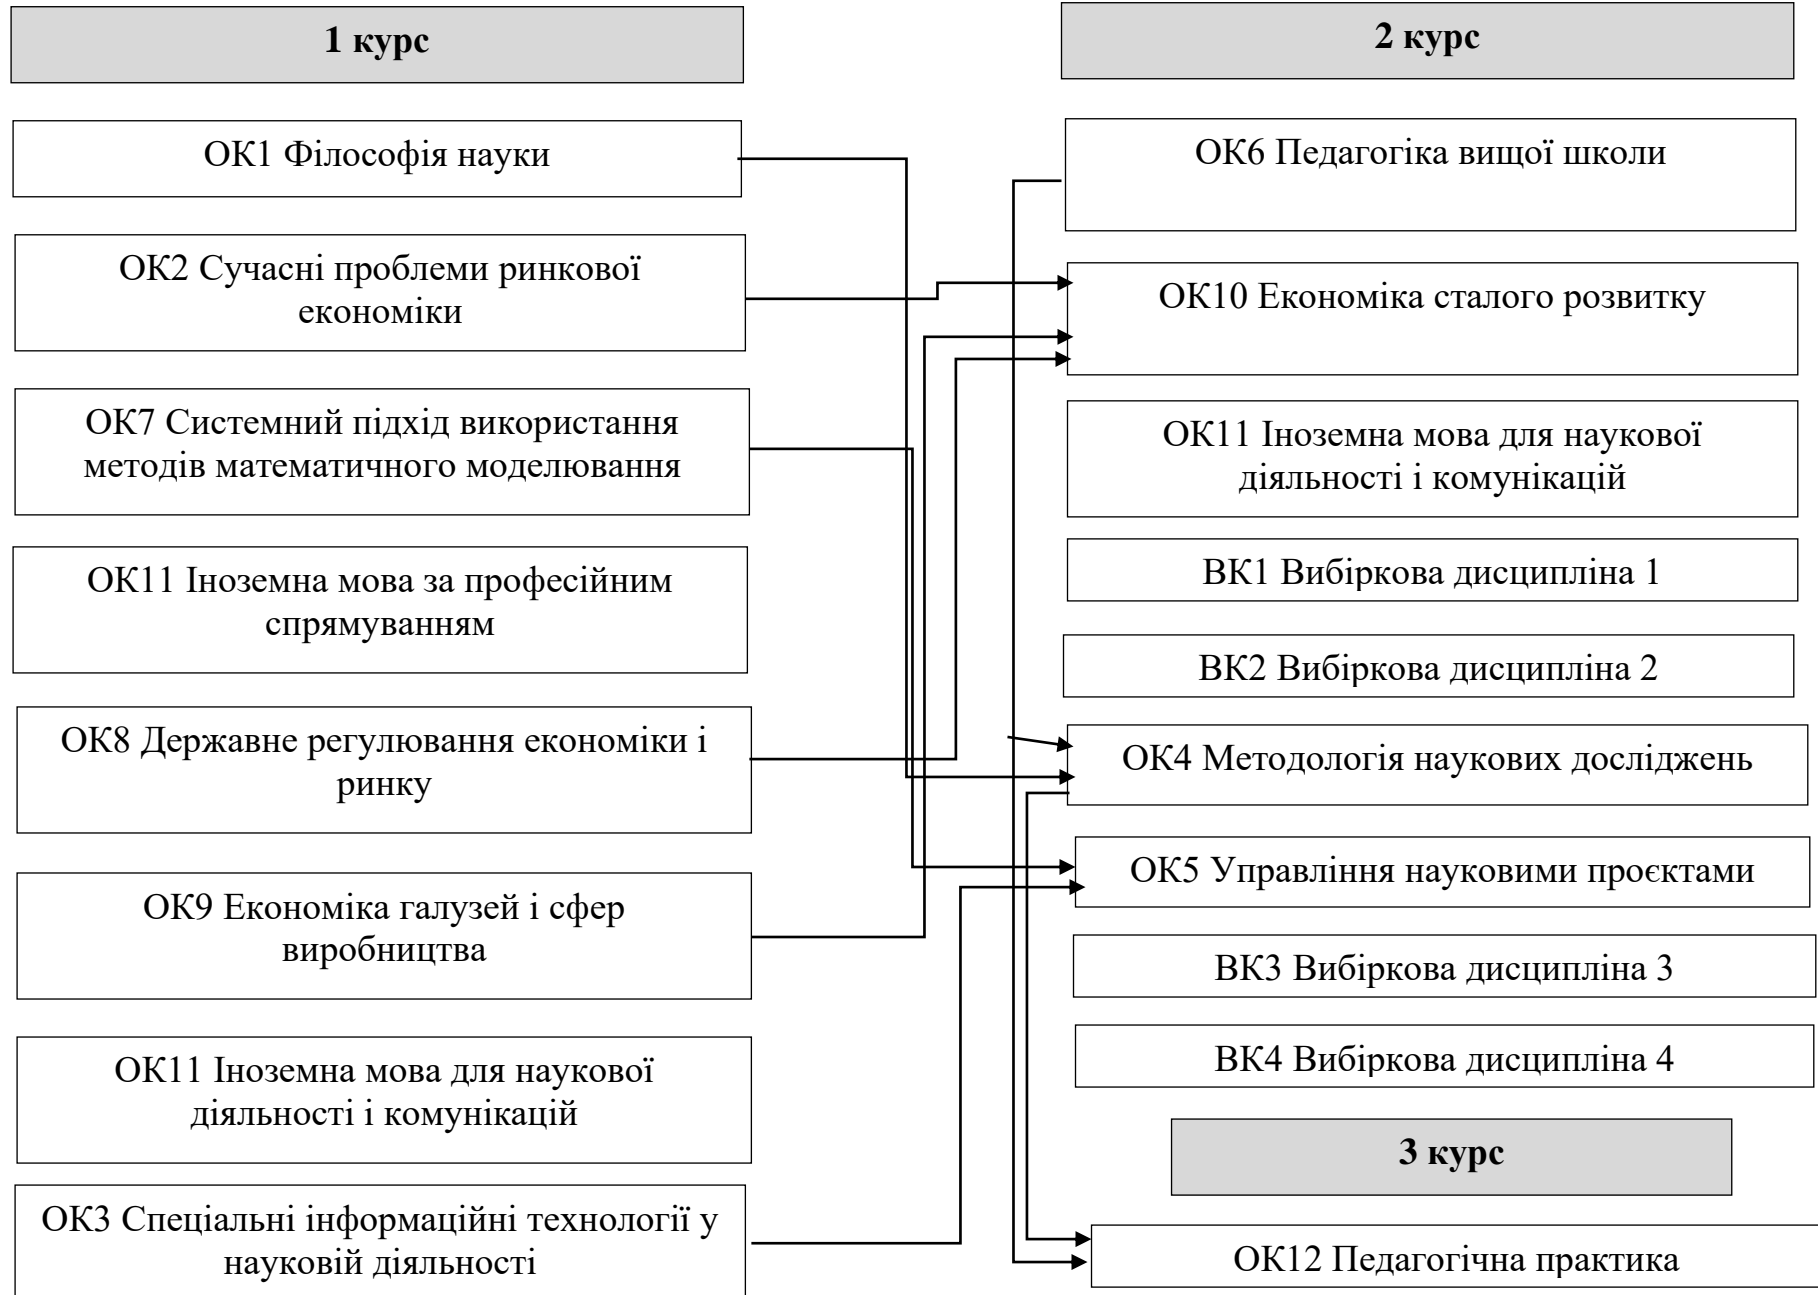 1 курс
ОК1 Філософія науки
ОК2 Сучасні проблеми ринкової
економіки
ОК7 Системний підхід використання
методів математичного моделювання
ОК11 Іноземна мова за професійним
спрямуванням
ОК8 Державне регулювання економіки і
ринку
ОК9 Економіка галузей і сфер
виробництва
ОК11 Іноземна мова для наукової
діяльності і комунікацій
ОК3 Спеціальні інформаційні технології у
науковій діяльності
2 курс
ОК6 Педагогіка вищої школи
ОК10 Економіка сталого розвитку
ОК11 Іноземна мова для наукової
діяльності і комунікацій
ВК1 Вибіркова дисципліна 1
ВК2 Вибіркова дисципліна 2
ОК4 Методологія наукових досліджень
ОК5 Управління науковими проєктами
ВК3 Вибіркова дисципліна 3
ВК4 Вибіркова дисципліна 4
3 курс
ОК12 Педагогічна практика